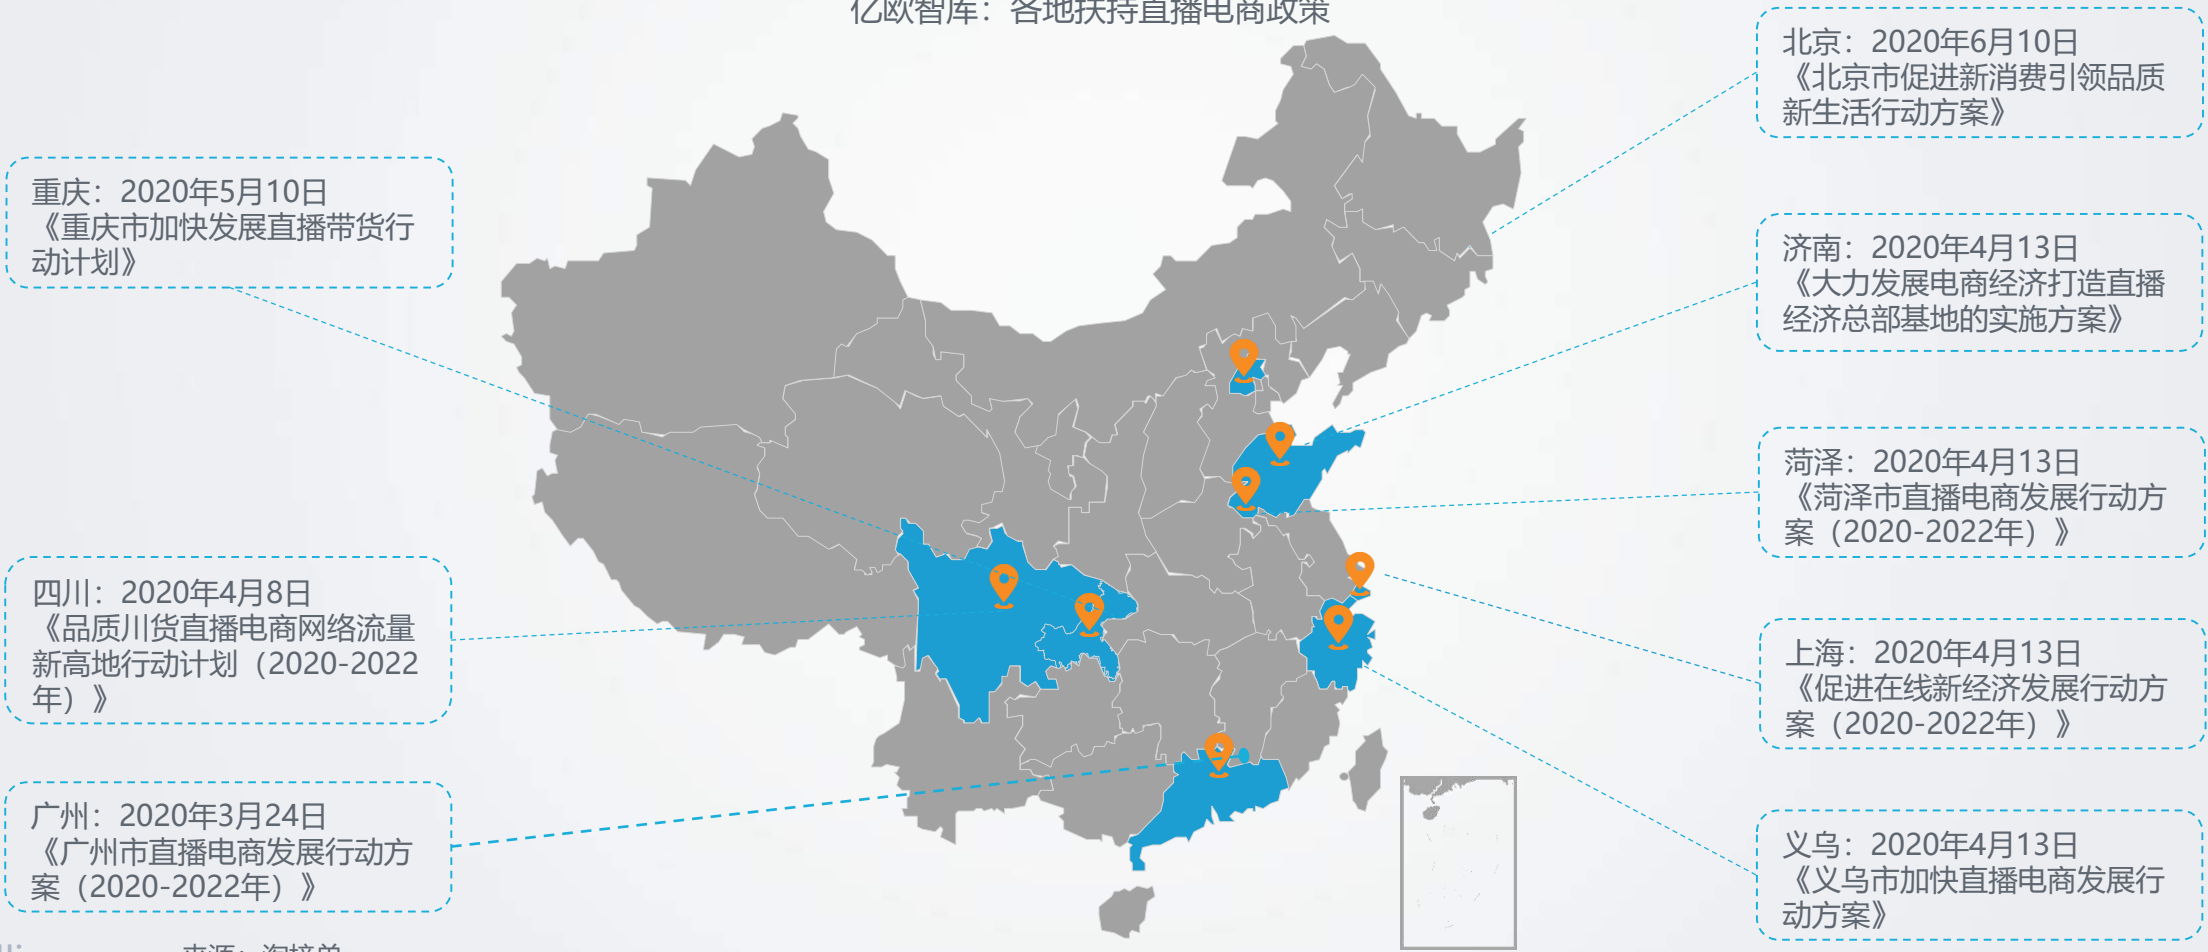 亿欧智库：各地扶持直播电商政策
北京：2020年6月10日
《北京市促进新消费引领品质
新生活行动方案》
重庆：2020年5月10日
《重庆市加快发展直播带货行
动计划》
济南：2020年4月13日
《大力发展电商经济打造直播
经济总部基地的实施方案》
菏泽：2020年4月13日
《菏泽市直播电商发展行动方
案（2020-2022年）》
四川：2020年4月8日
《品质川货直播电商网络流量
新高地行动计划（2020-2022
年）》
上海：2020年4月13日
《促进在线新经济发展行动方
案（2020-2022年）》
广州：2020年3月24日
《广州市直播电商发展行动方
案（2020-2022年）》
义乌：2020年4月13日
《义乌市加快直播电商发展行
动方案》